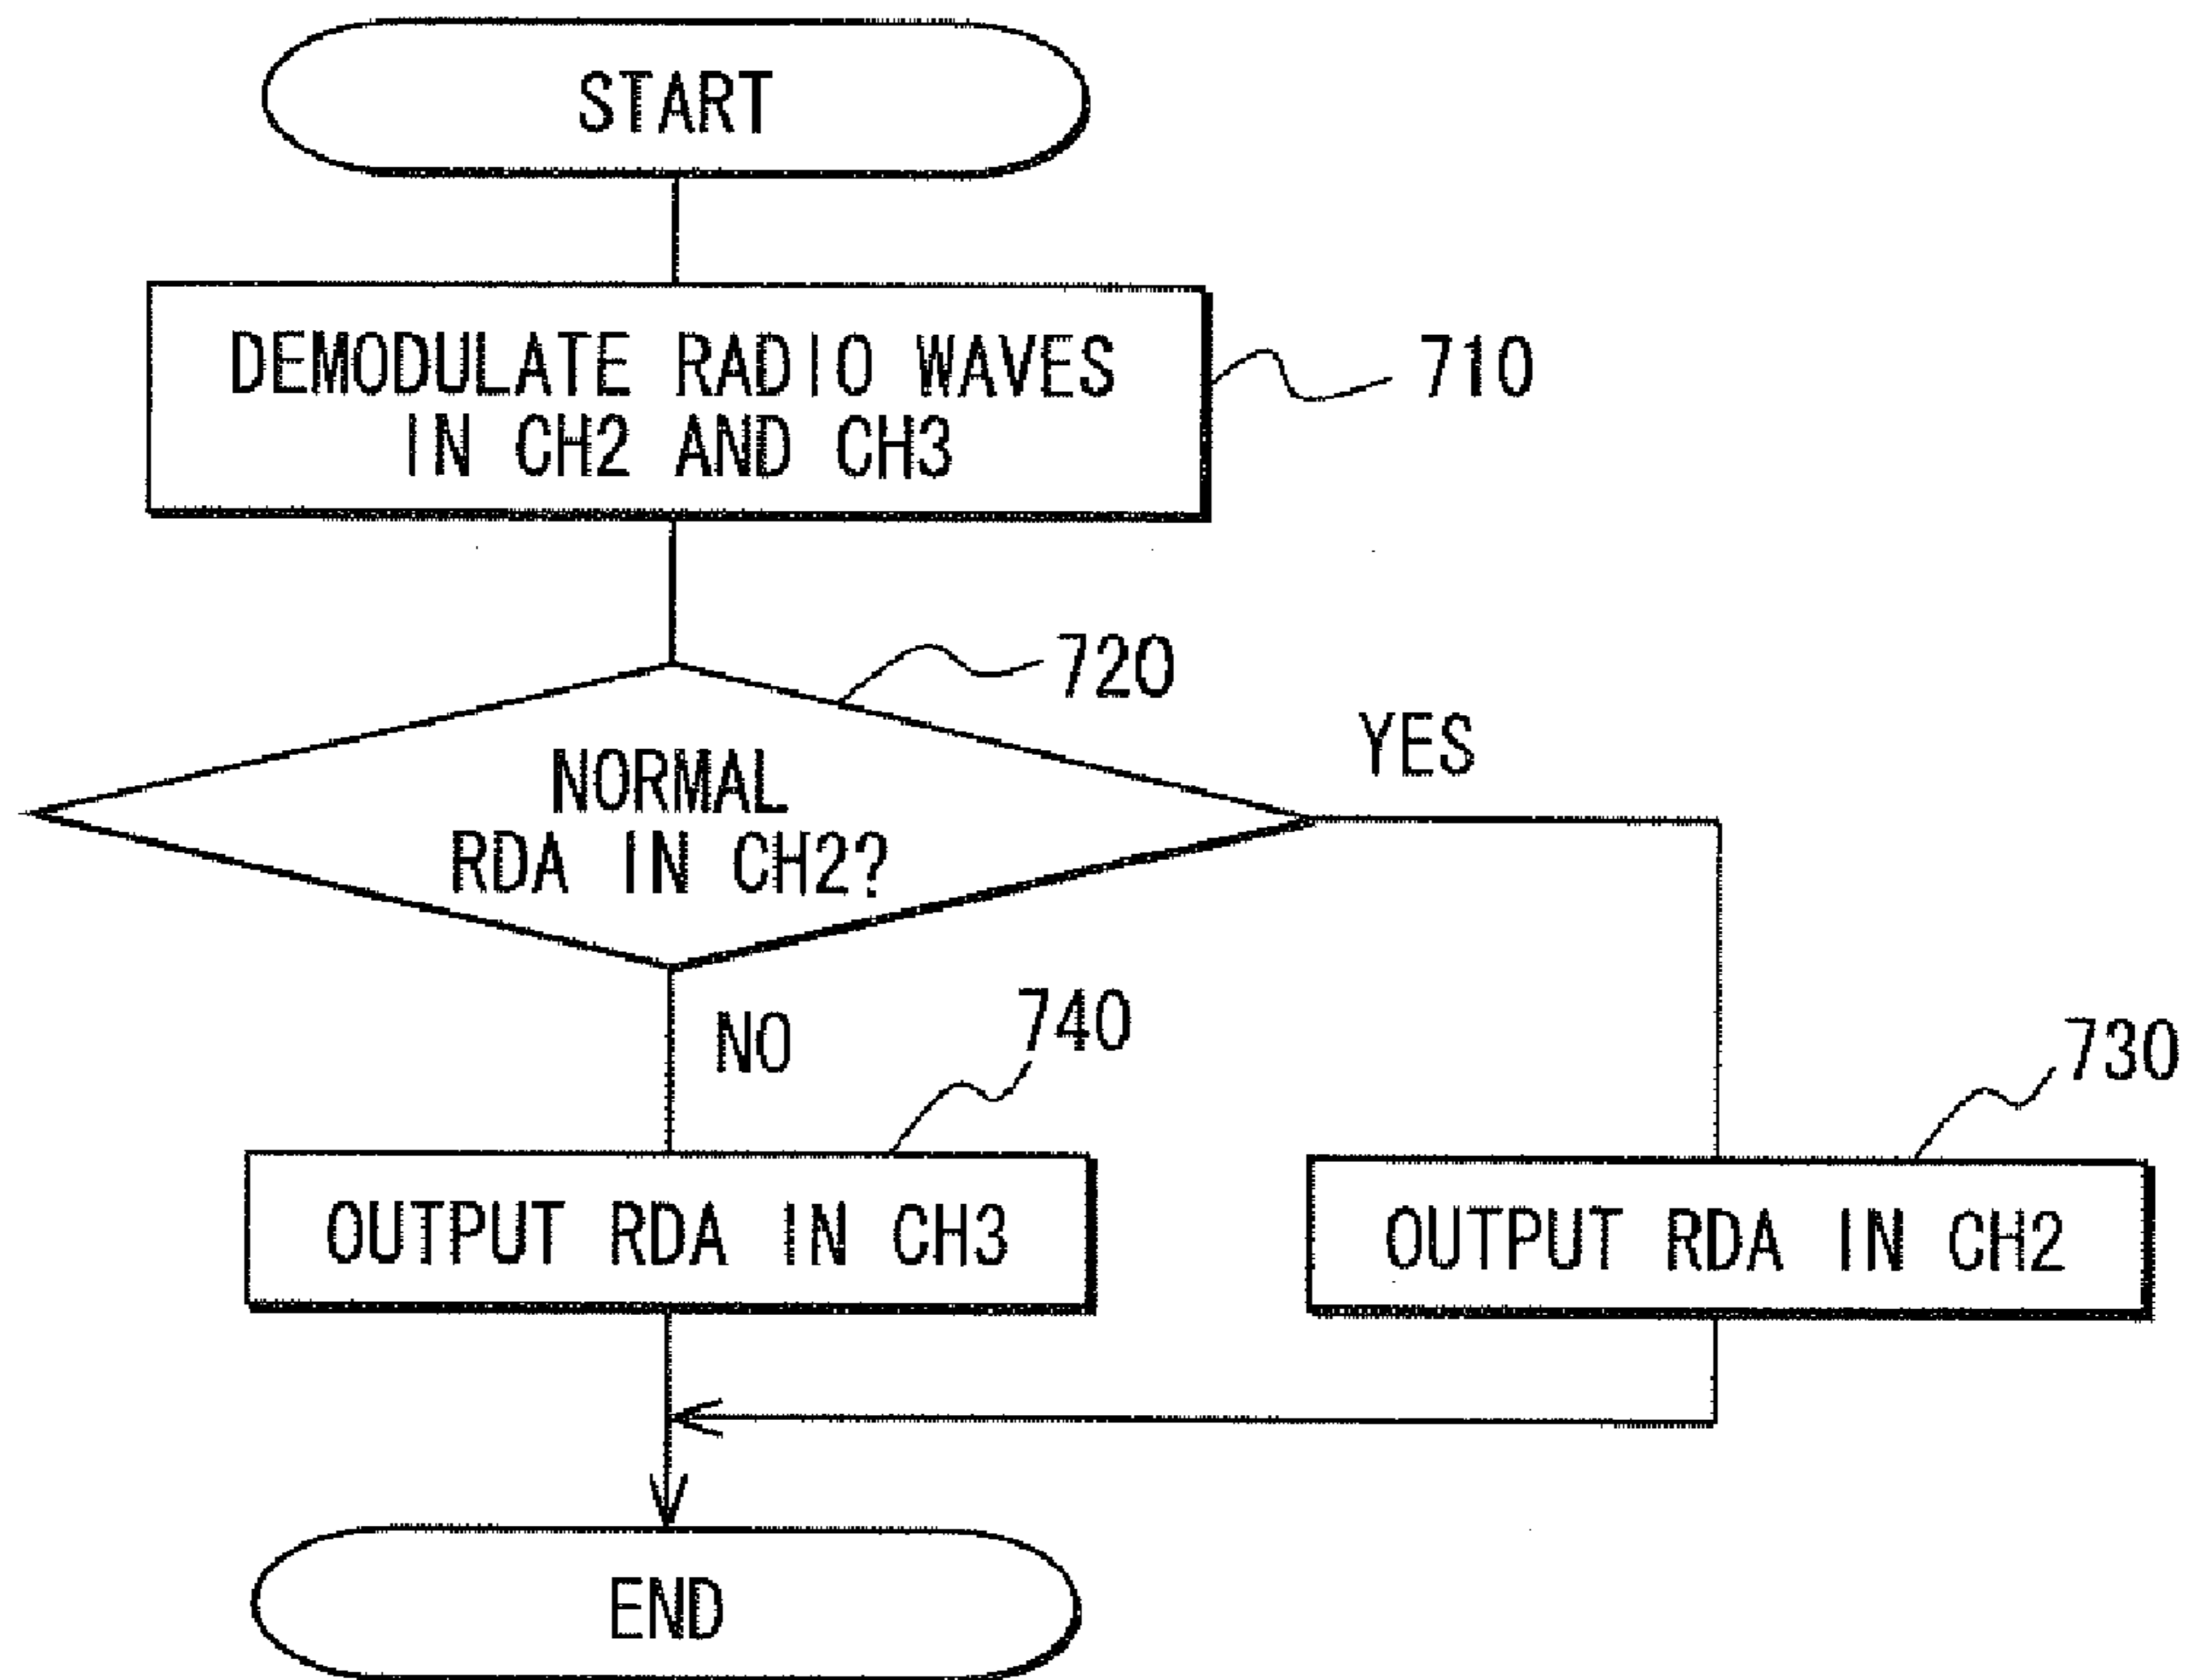 START
DEMODULATE RADIO WAVES
IN CH2 AND CH3
710
720
NORMAL
RDA IN CH2?
YES
NO
740
730
OUTPUT RDA IN CH3
OUTPUT RDA IN CH2
END